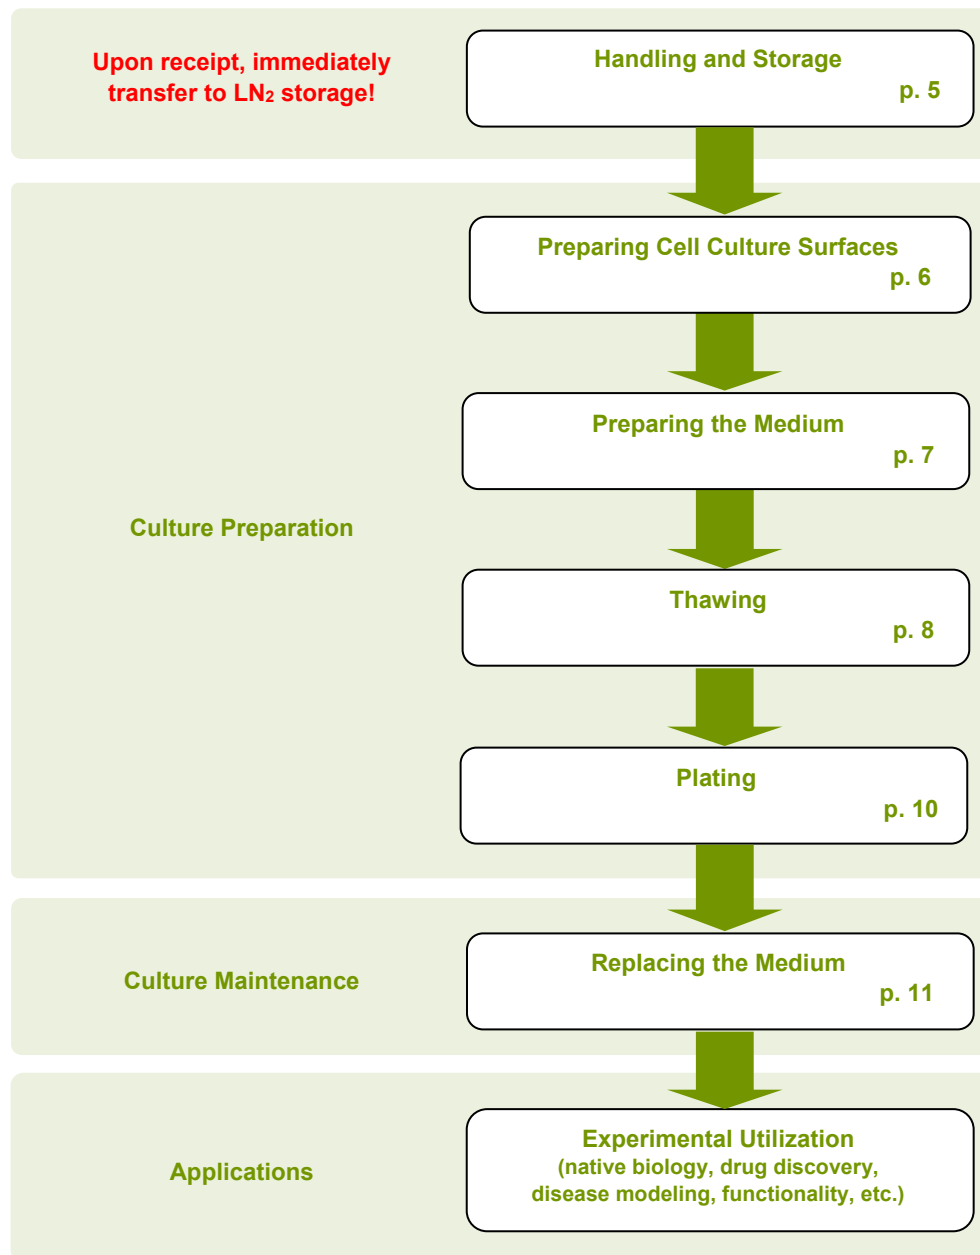 Upon receipt, immediately
transfer to LN₂ storage!
Handling and Storage
p. 5
Culture Preparation
Preparing Cell Culture Surfaces
p. 6
Preparing the Medium
p. 7
Thawing
p. 8
Plating
p. 10
Culture Maintenance
Replacing the Medium
p. 11
Applications
Experimental Utilization
(native biology, drug discovery,
disease modeling, functionality, etc.)